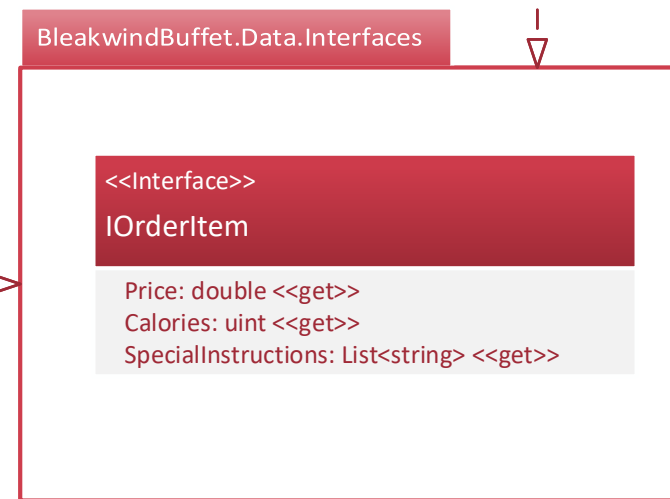 BleakwindBuffet.Data.Interfaces
<<Interface>>
IOrderItem
Price: double <<get>>
Calories: uint <<get>>
SpecialInstructions: List<string> <<get>>